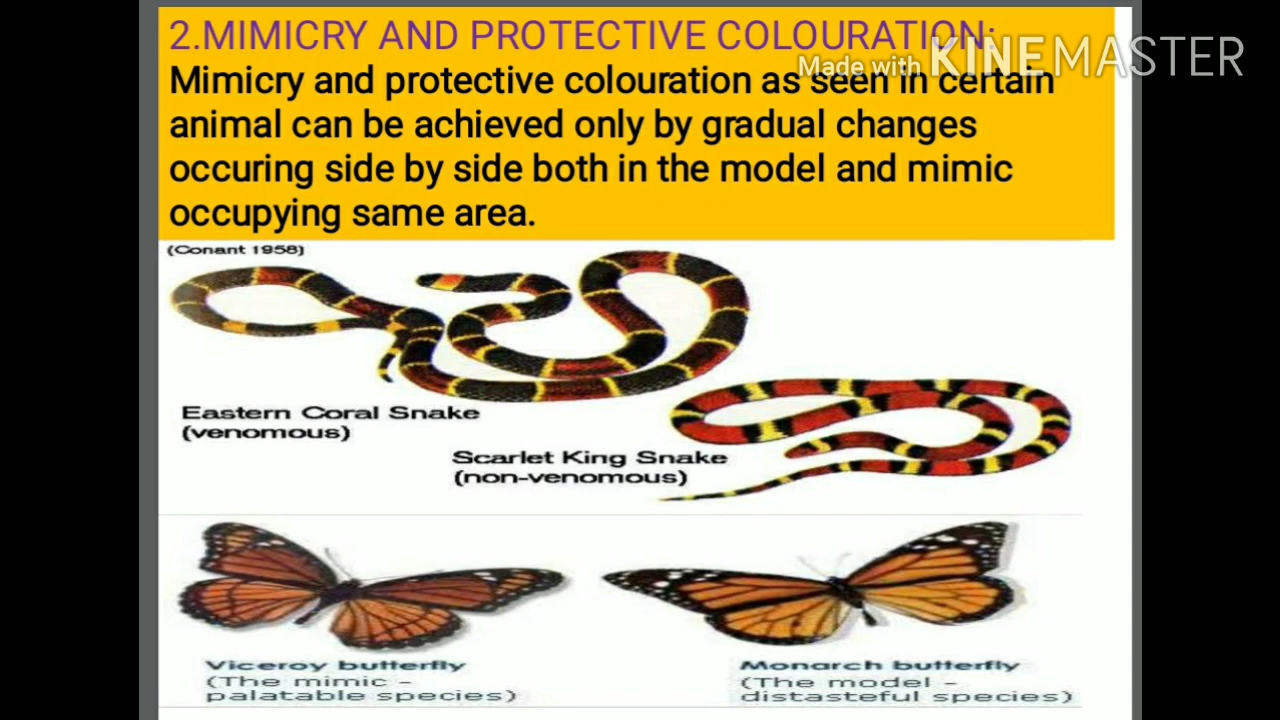 2.MIMICRY AND PROTECTIVE COLOURATION:
Made with KINEMASTER
Mimicry and protective colouration as seen in certain
animal can be achieved only by gradual changes
occuring side by side both in the model and mimic
occupying same area.
(Conant 1958)
Eastern Coral Snake
(venomous)
Scarlet King Snake
(non-venomous)
Viceroy butterfly
(The mimic -
palatable species)
Monarch butterfly
(The model -
distasteful species)